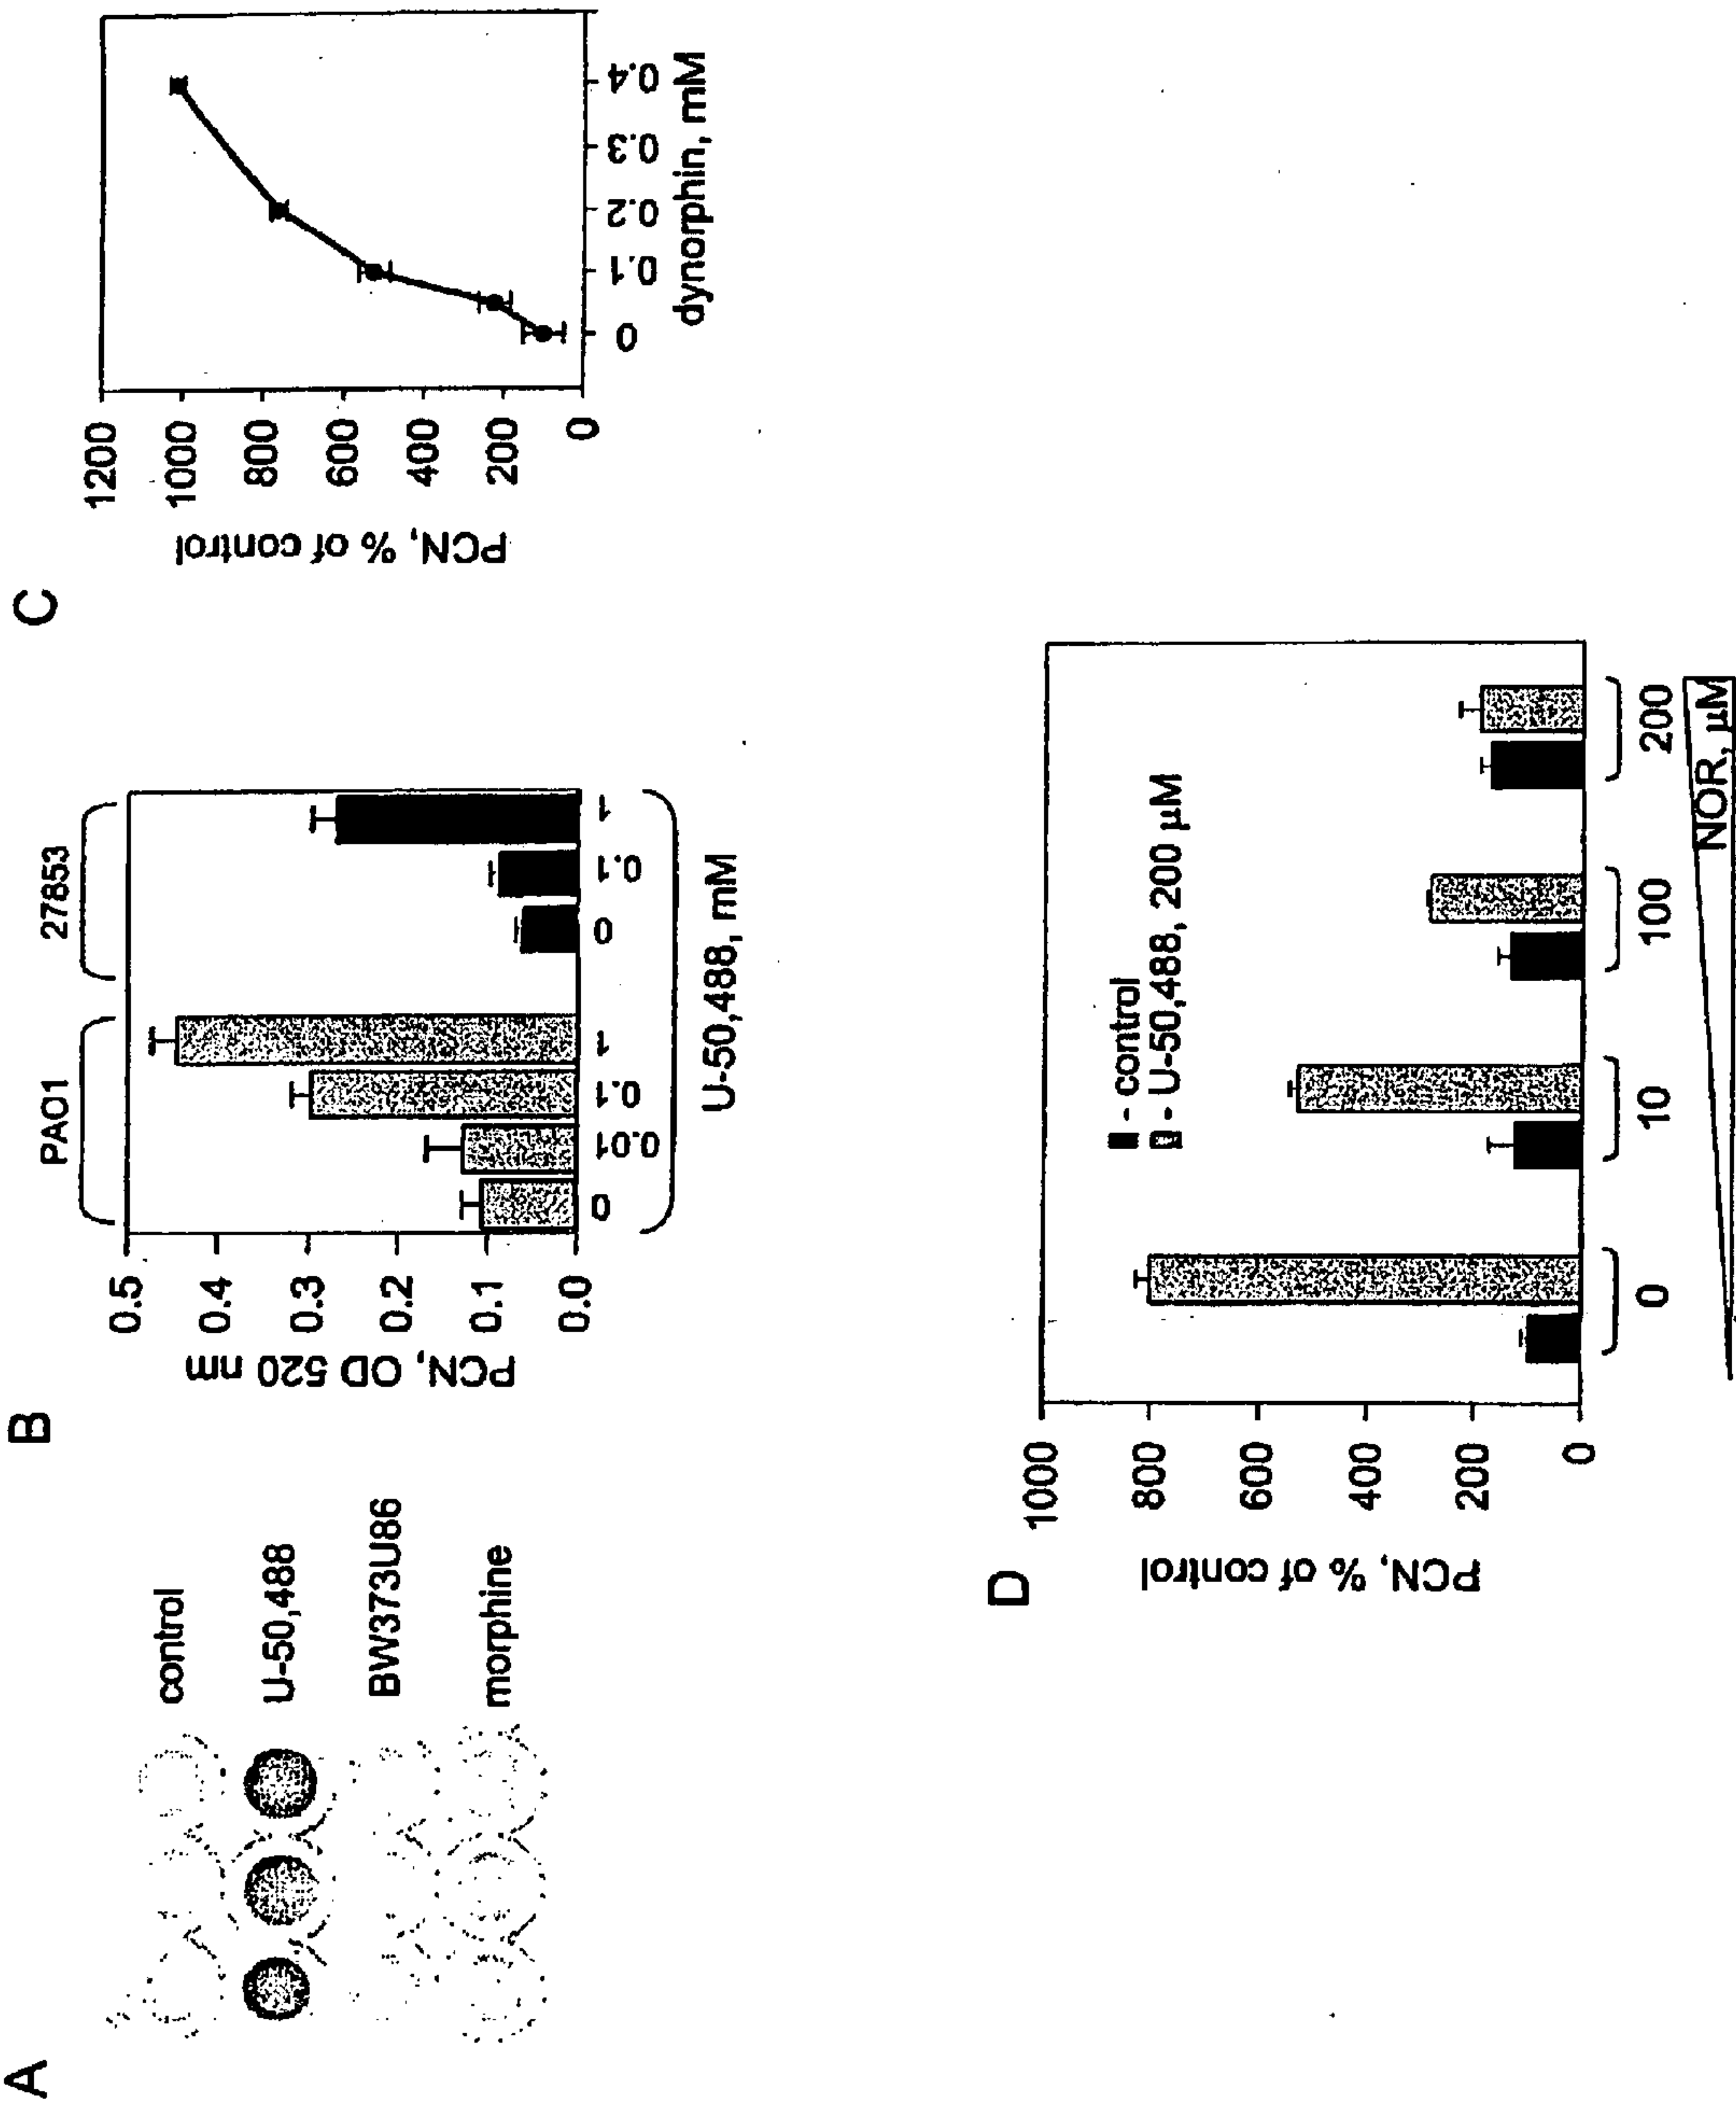 A
control
U-50,488
BW373U86
morphine
B
PAO1
27853
PCN, OD 520 nm
0.5
0.4
0.3
0.2
0.1
0.0
0 0.01 0.1 1 0 0.1 1
U-50,488, mM
C
PCN, % of control
1200
1000
800
600
400
200
0
0 0.1 0.2 0.3 0.4
dynorphin, mM
D
PCN, % of control
1000
800
600
400
200
0
- control
- U-50,488, 200 µM
0 10 100 200
NOR, µM